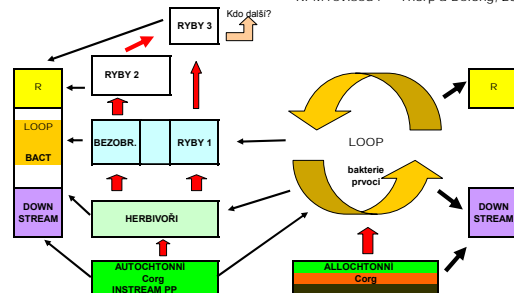 RYBY 3
Kdo další?
RYBY 2
R
R
LOOP
BACT
BEZOBR.
RYBY 1
LOOP
bakterie
prvoci
DOWN
STREAM
HERBIVOŘI
DOWN
STREAM
AUTOCHTONNÍ
Corg
INSTREAM PP
ALLOCHTONNÍ
Corg